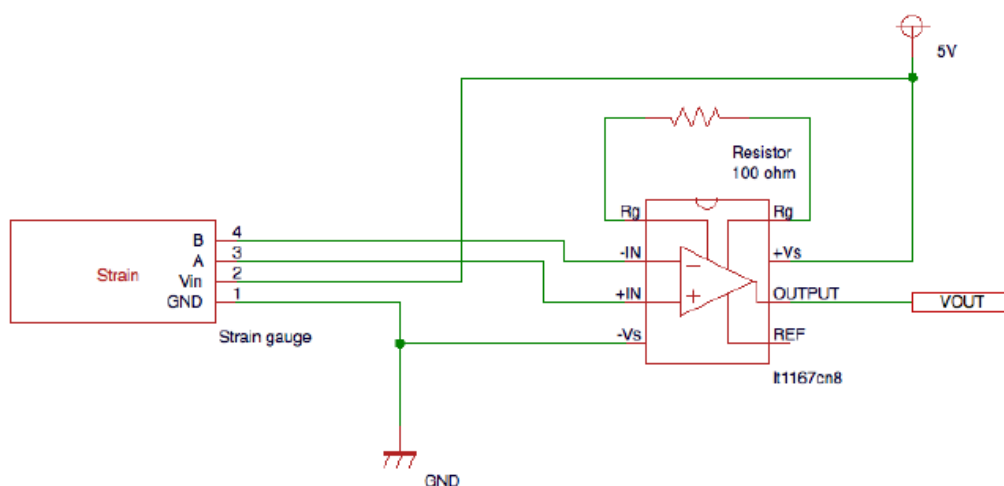 5V
Resistor
100 ohm
Rg
Rg
B
4
-IN
+Vs
A
3
Strain
Vin
2
GND
1
+IN
OUTPUT
VOUT
Strain gauge
-Vs
REF
lt1167cn8
GND